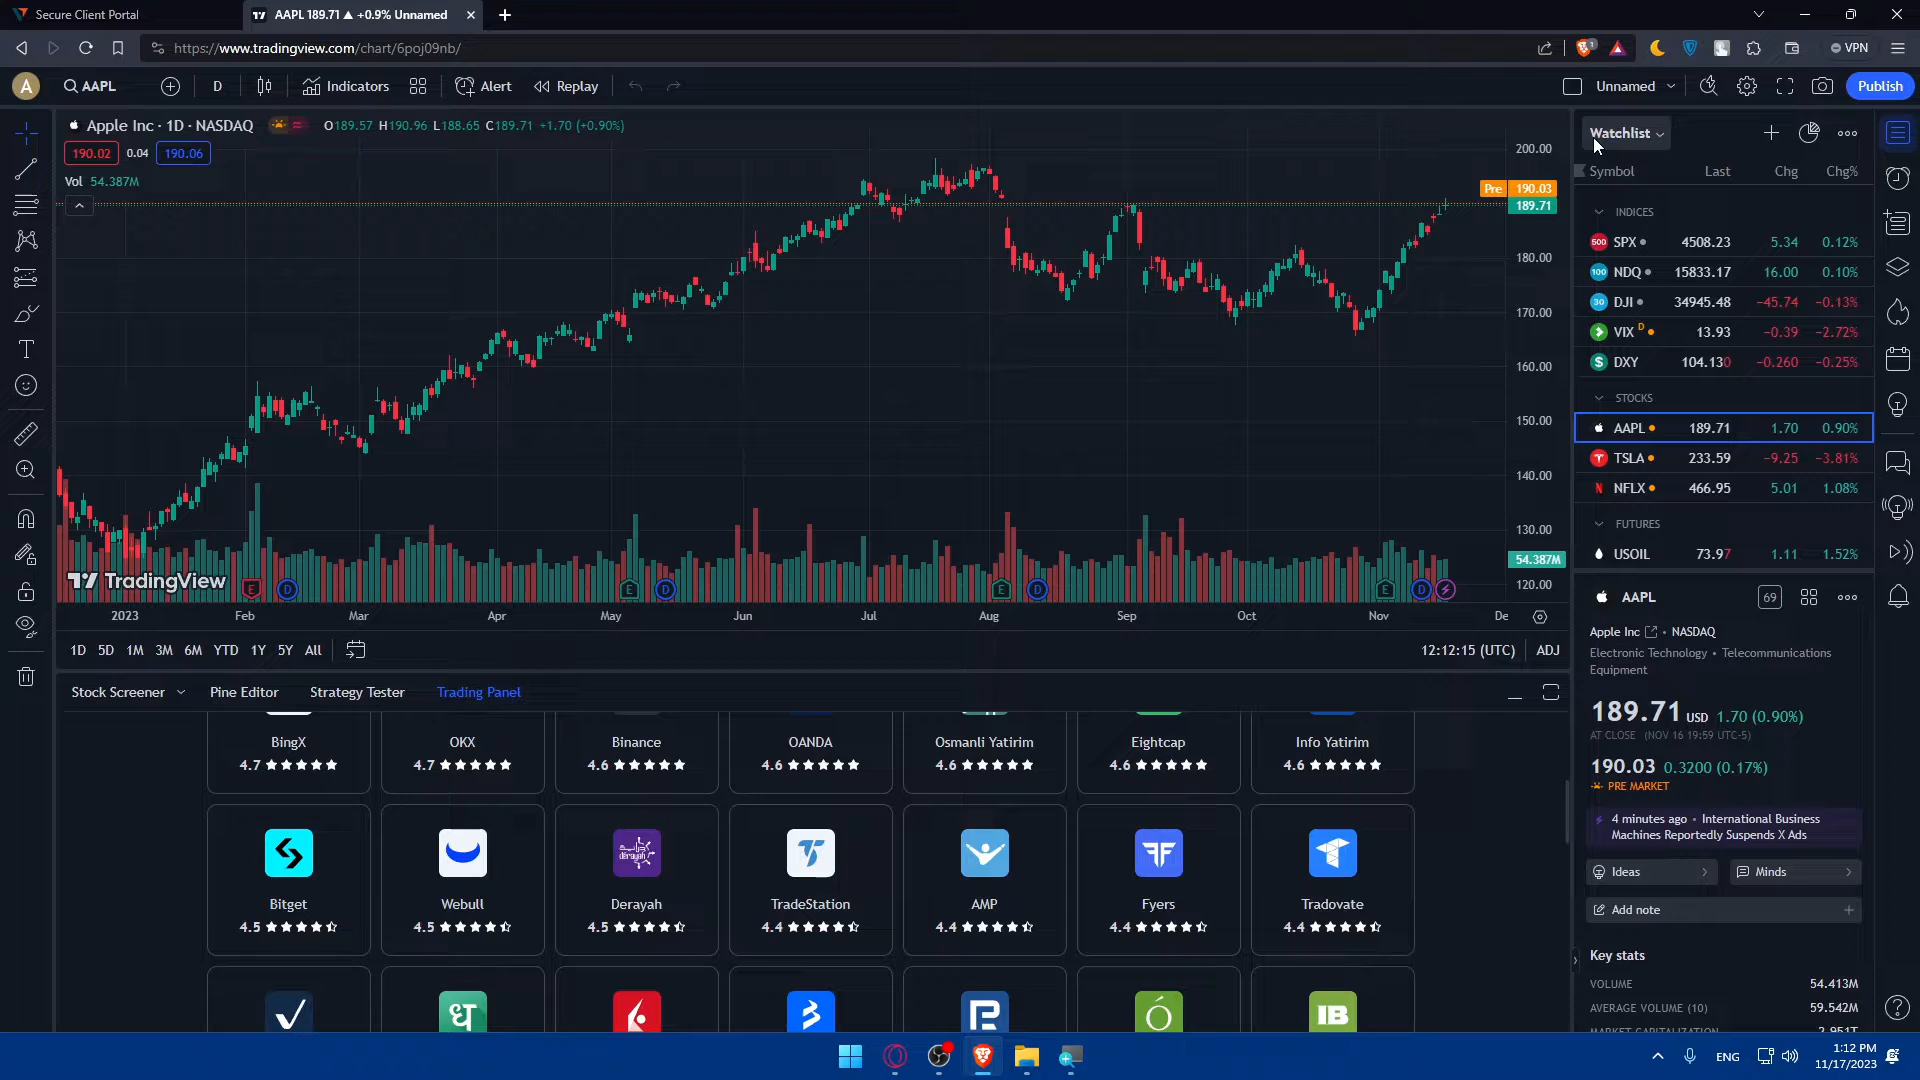 Secure Client Portal
AAPL 189.71 ▲ +0.9% Unnamed
https://www.tradingview.com/chart/6poj09nb/
VPN
A
AAPL
D
Indicators
Alert
Replay
Unnamed
Publish
Apple Inc · 1D · NASDAQ
O189.57 H190.96 L188.65 C189.71 +1.70 (+0.90%)
190.02 0.04 190.06
Vol 54.387M
200.00
Pre 190.03
189.71
180.00
170.00
160.00
150.00
140.00
130.00
54.387M
120.00
TradingView
E D E D E D E D
2023 Feb Mar Apr May Jun Jul Aug Sep Oct Nov De
1D 5D 1M 3M 6M YTD 1Y 5Y All
12:12:15 (UTC) ADJ
Stock Screener Pine Editor Strategy Tester Trading Panel
BingX OKX Binance OANDA Osmanli Yatirim Eightcap Info Yatirim
4.7 4.7 4.6 4.6 4.6 4.6 4.6
Bitget Webull Derayah TradeStation AMP Fyers Tradovate
4.5 4.5 4.5 4.4 4.4 4.4 4.4
IB
Watchlist
Symbol Last Chg Chg%
INDICES
500 SPX 4508.23 5.34 0.12%
100 NDQ 15833.17 16.00 0.10%
30 DJI 34945.48 −45.74 −0.13%
VIX D 13.93 −0.39 −2.72%
DXY 104.130 −0.260 −0.25%
STOCKS
AAPL 189.71 1.70 0.90%
TSLA 233.59 −9.25 −3.81%
NFLX 466.95 5.01 1.08%
FUTURES
USOIL 73.97 1.11 1.52%
AAPL
69
Apple Inc • NASDAQ
Electronic Technology • Telecommunications
Equipment
189.71 USD 1.70 (0.90%)
AT CLOSE (NOV 16 19:59 UTC-5)
190.03 0.3200 (0.17%)
PRE MARKET
4 minutes ago • International Business
Machines Reportedly Suspends X Ads
Ideas
Minds
Add note
Key stats
VOLUME 54.413M
AVERAGE VOLUME (10) 59.542M
MARKET CAPITALIZATION 2.951T
ENG
1:12 PM
11/17/2023